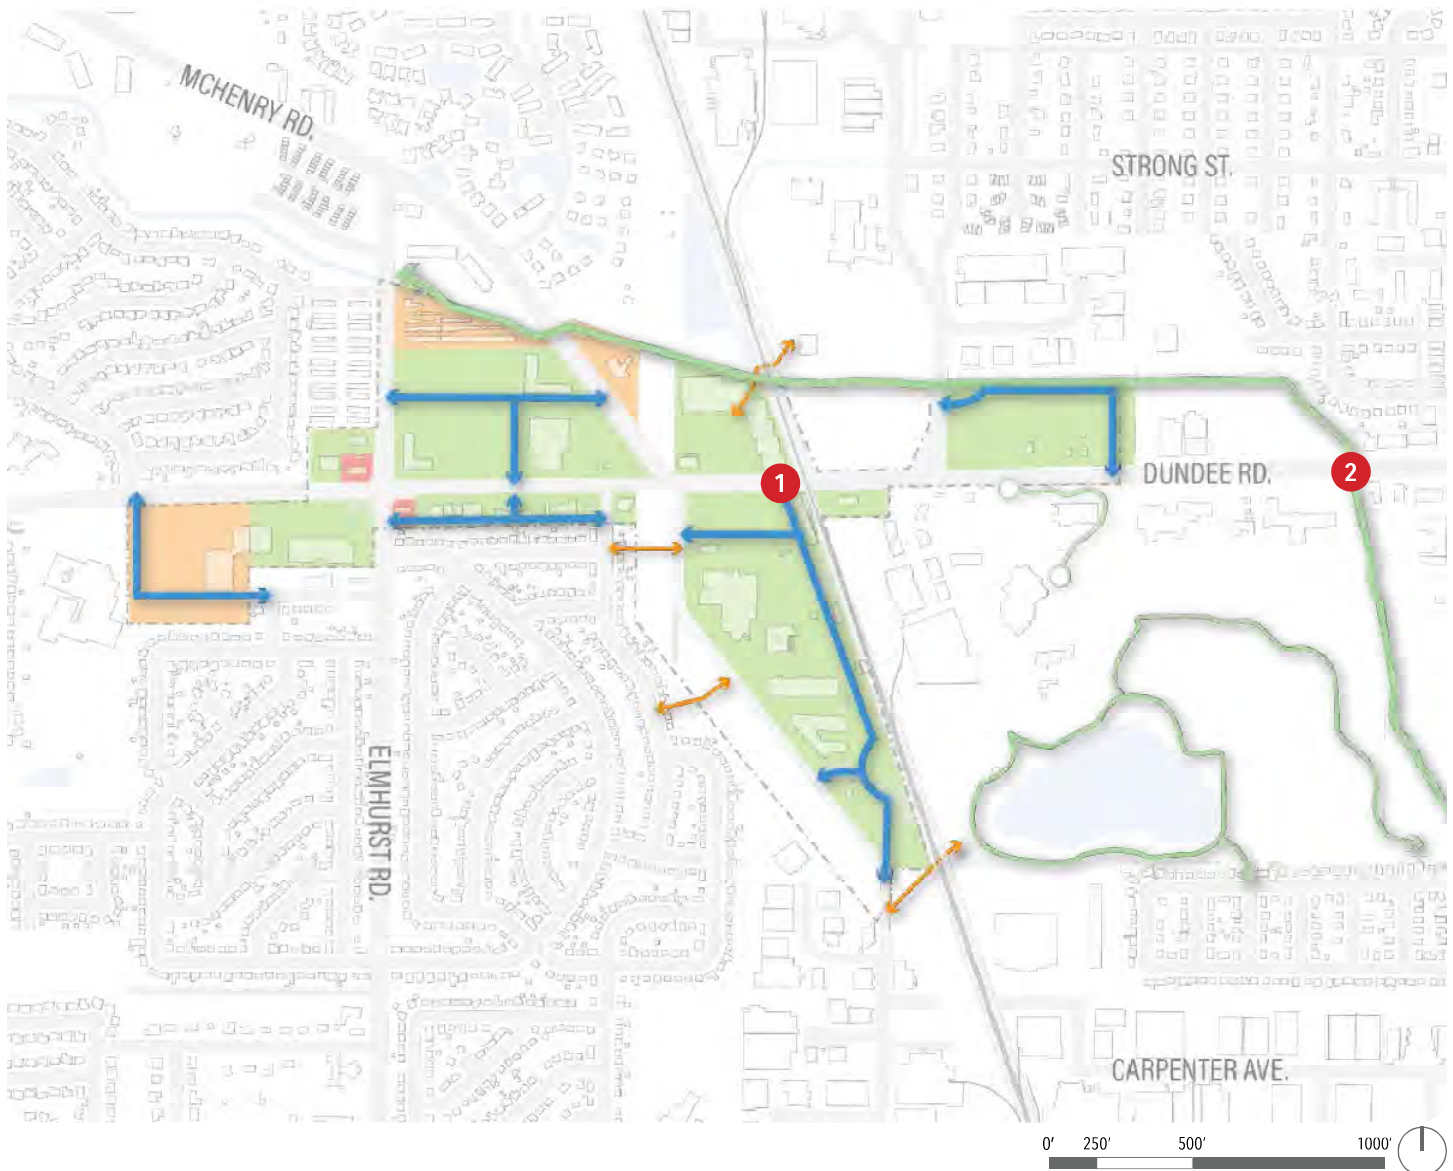 MCHENRY RD.
STRONG ST.
DUNDEE RD.
1
2
ELMHURST RD.
CARPENTER AVE.
0' 250' 500' 1000'